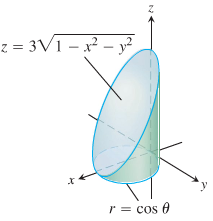 z
z = 3√1 − x² − y²
x
y
r = cos θ